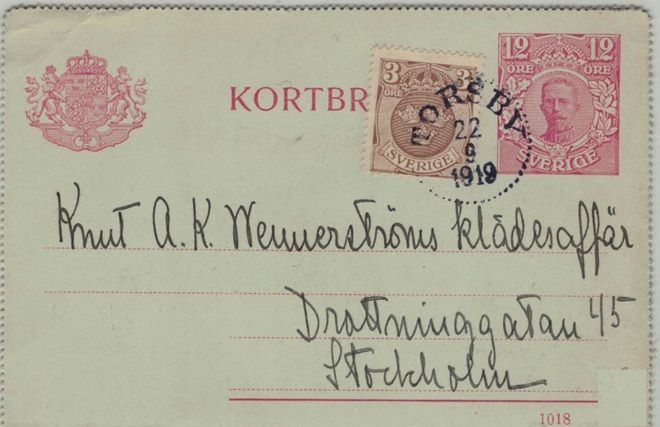 12 12
ÖRE ÖRE
3 3
KORTBR
FORSBY
22
9
1919
SVERIGE
SVERIGE
Knut A.K. Wennerströms klädesaffär
Drottninggatan 45
Stockholm
1018